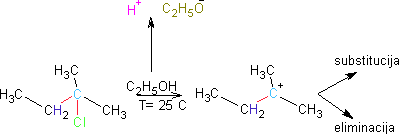 H+ C2H5O-
substitucija
H3C H3C
C2H5OH
C C+
H3C T= 25 C H3C
CH2 CH3 CH2 CH3
Cl
eliminacija